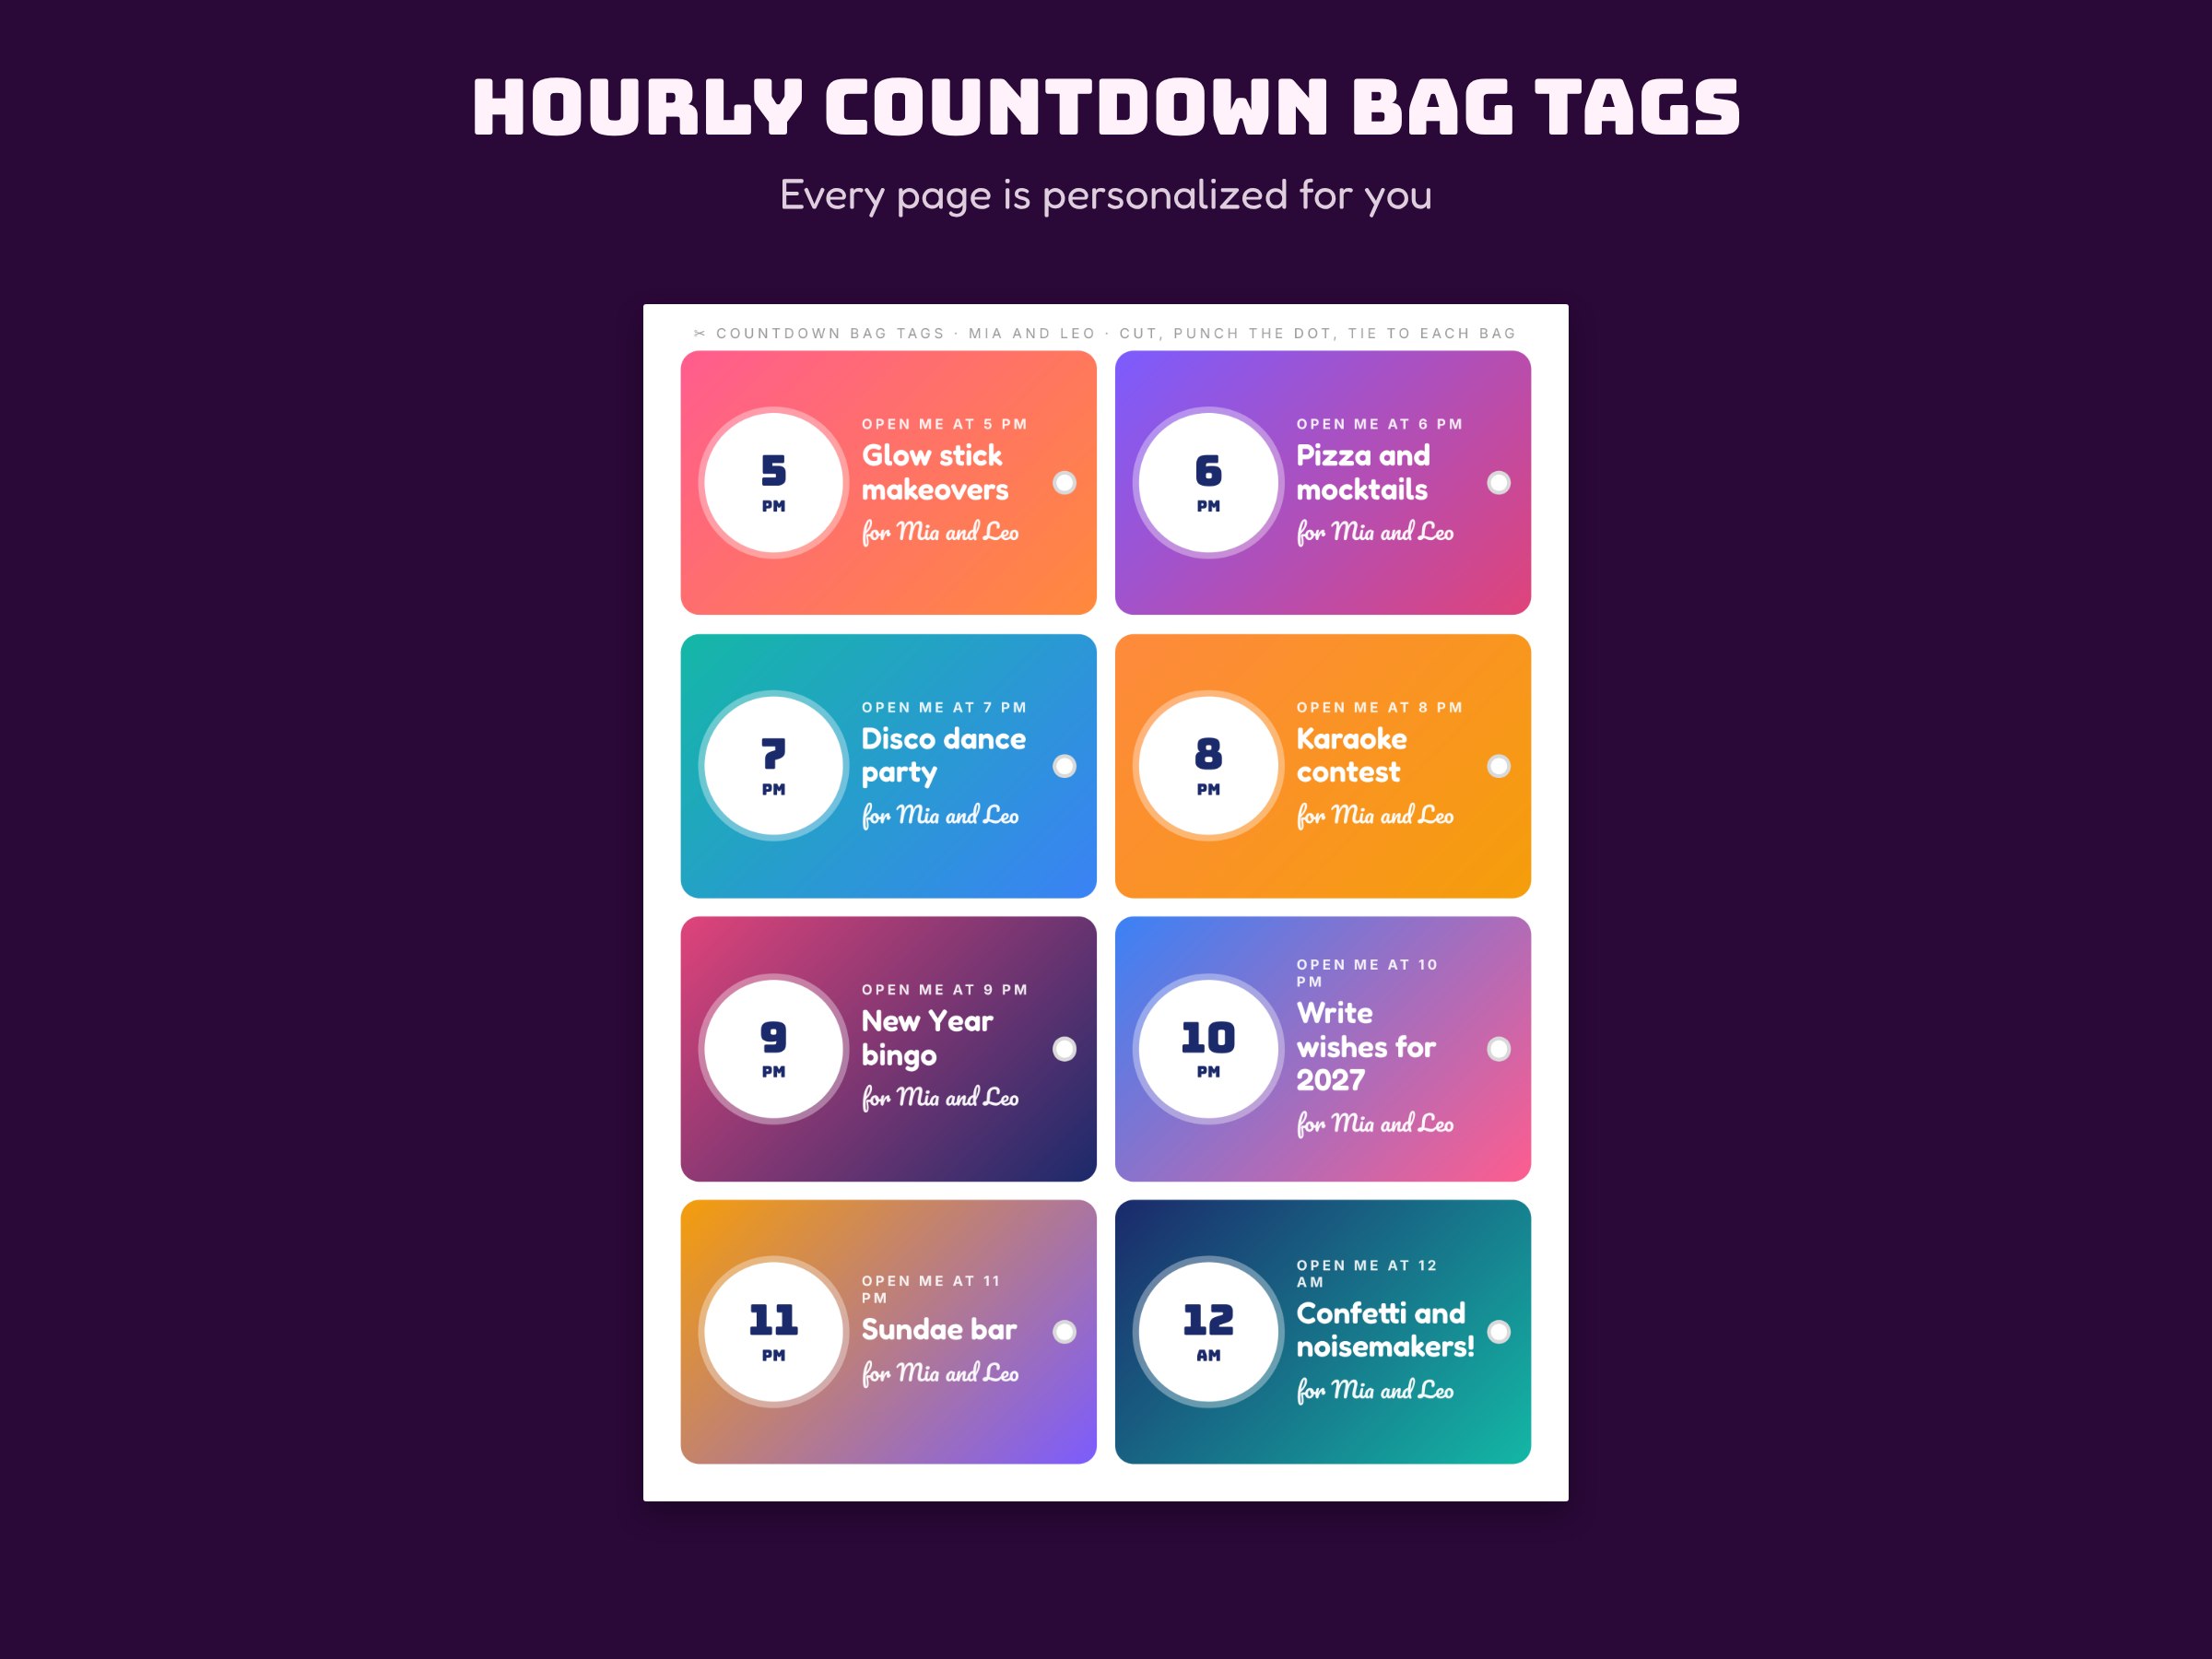 HOURLY COUNTDOWN BAG TAGS
Every page is personalized for you
✂ COUNTDOWN BAG TAGS · MIA AND LEO · CUT, PUNCH THE DOT, TIE TO EACH BAG
5
PM
OPEN ME AT 5 PM
Glow stick
makeovers
for Mia and Leo
6
PM
OPEN ME AT 6 PM
Pizza and
mocktails
for Mia and Leo
7
PM
OPEN ME AT 7 PM
Disco dance
party
for Mia and Leo
8
PM
OPEN ME AT 8 PM
Karaoke
contest
for Mia and Leo
9
PM
OPEN ME AT 9 PM
New Year
bingo
for Mia and Leo
10
PM
OPEN ME AT 10
PM
Write
wishes for
2027
for Mia and Leo
11
PM
OPEN ME AT 11
PM
Sundae bar
for Mia and Leo
12
AM
OPEN ME AT 12
AM
Confetti and
noisemakers!
for Mia and Leo